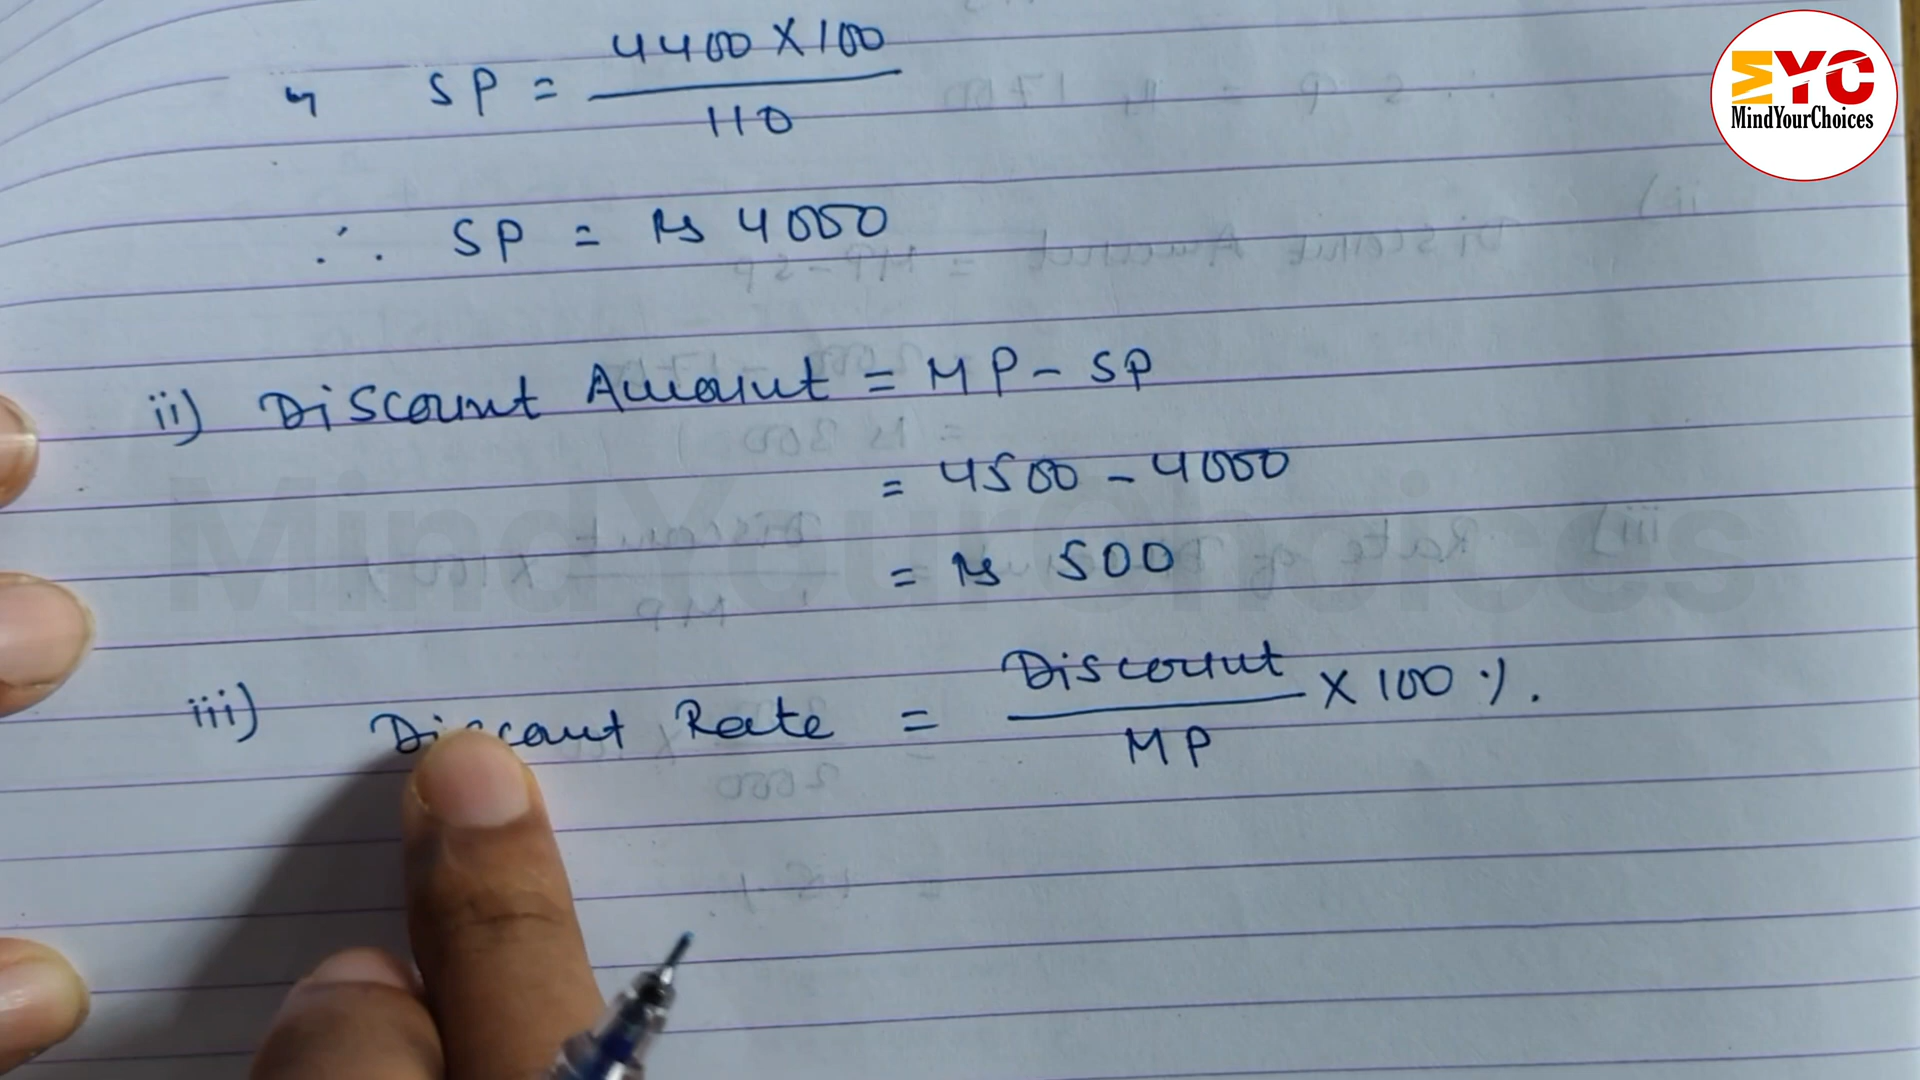 SP = 4400 X 100
110
∴ SP = Rs 4000
ii) Discount Amount = MP - SP
= 4500 - 4000
= Rs 500
iii) Discount Rate = Discount X 100 %.
MP
MYC
MindYourChoices
MindYourChoices